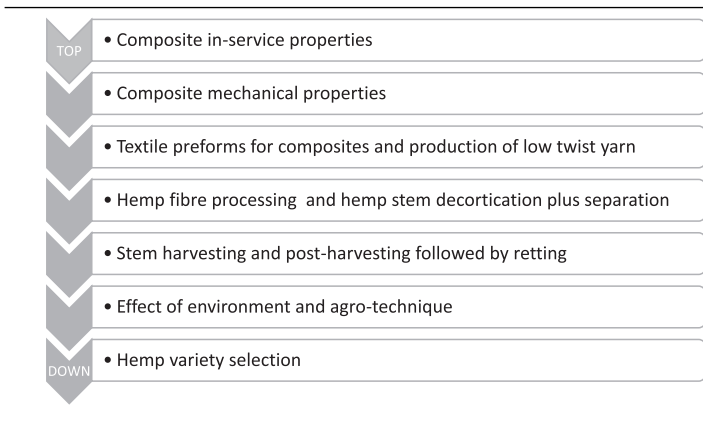 TOP
• Composite in-service properties
• Composite mechanical properties
• Textile preforms for composites and production of low twist yarn
• Hemp fibre processing  and hemp stem decortication plus separation
• Stem harvesting and post-harvesting followed by retting
• Effect of environment and agro-technique
DOWN
• Hemp variety selection